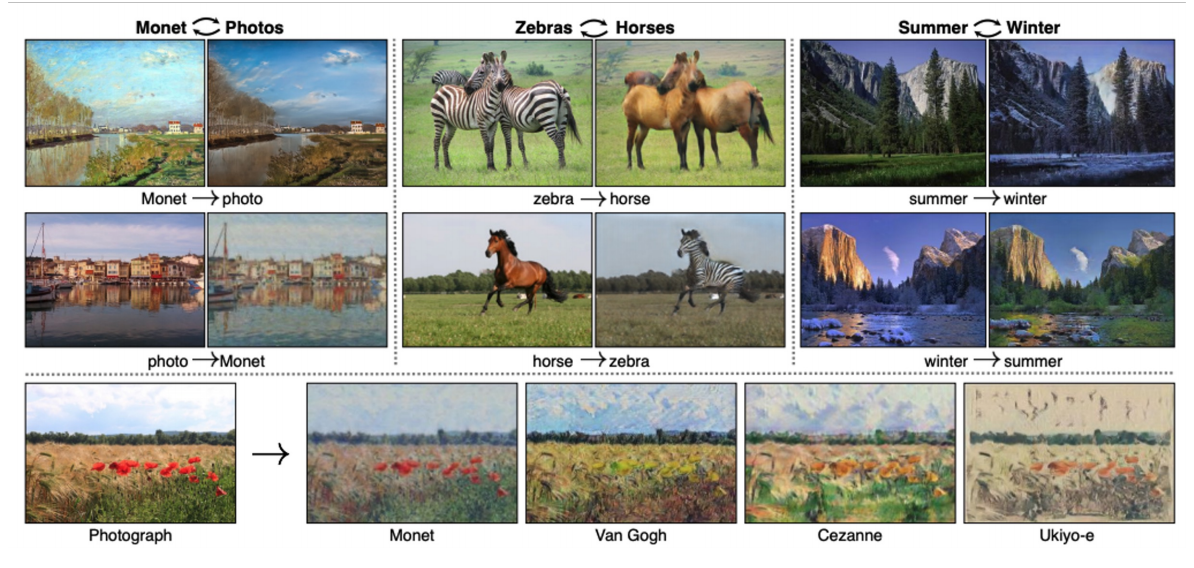 Monet ⇄ Photos
Zebras ⇄ Horses
Summer ⇄ Winter
Monet → photo
zebra → horse
summer → winter
photo → Monet
horse → zebra
winter → summer
Photograph
Monet
Van Gogh
Cezanne
Ukiyo-e